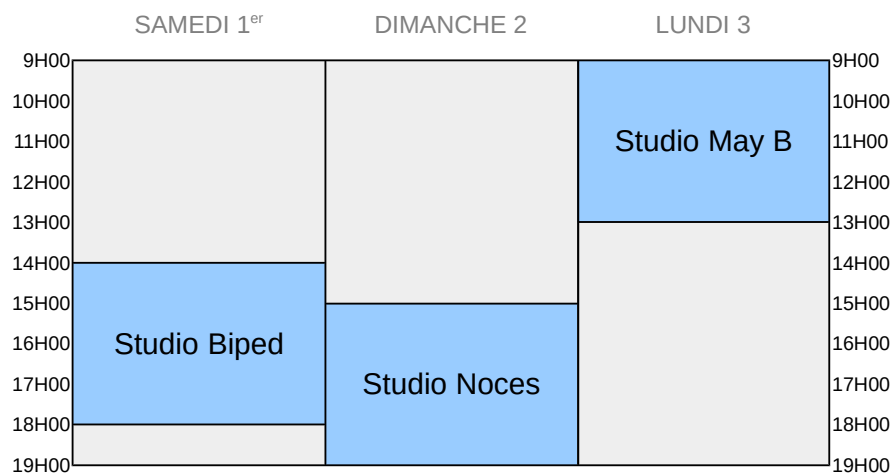 SAMEDI 1er DIMANCHE 2 LUNDI 3
9H00 9H00
10H00 10H00
11H00 Studio May B 11H00
12H00 12H00
13H00 13H00
14H00 14H00
15H00 15H00
16H00 Studio Biped 16H00
17H00 Studio Noces 17H00
18H00 18H00
19H00 19H00